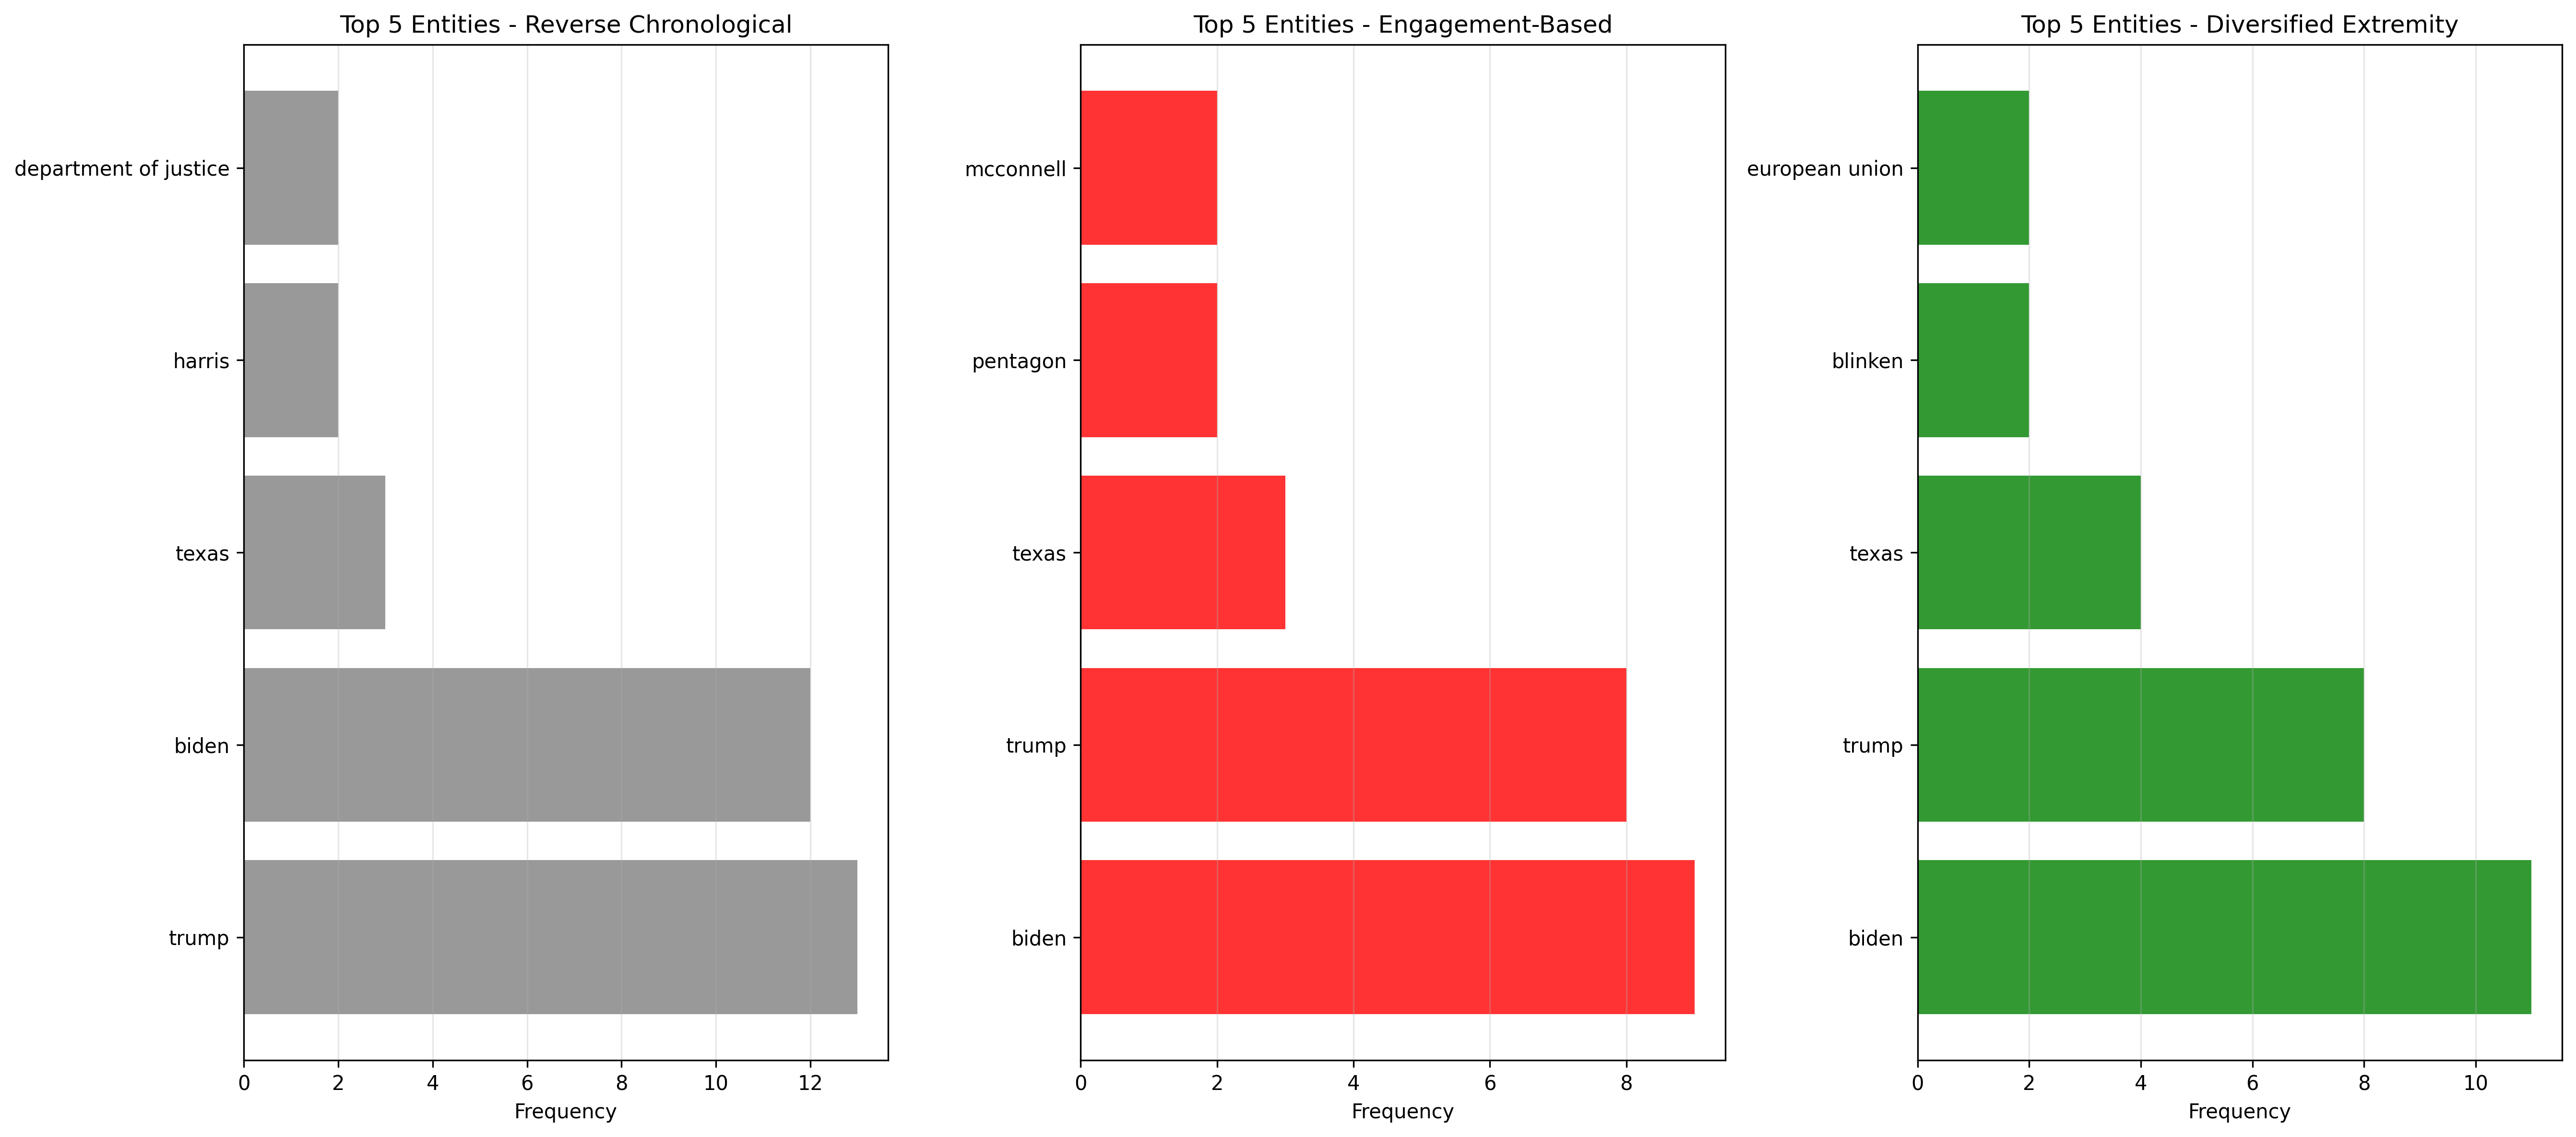 Top 5 Entities - Reverse Chronological
department of justice
harris
texas
biden
trump
0 2 4 6 8 10 12
Frequency
Top 5 Entities - Engagement-Based
mcconnell
pentagon
texas
trump
biden
0 2 4 6 8
Frequency
Top 5 Entities - Diversified Extremity
european union
blinken
texas
trump
biden
0 2 4 6 8 10
Frequency